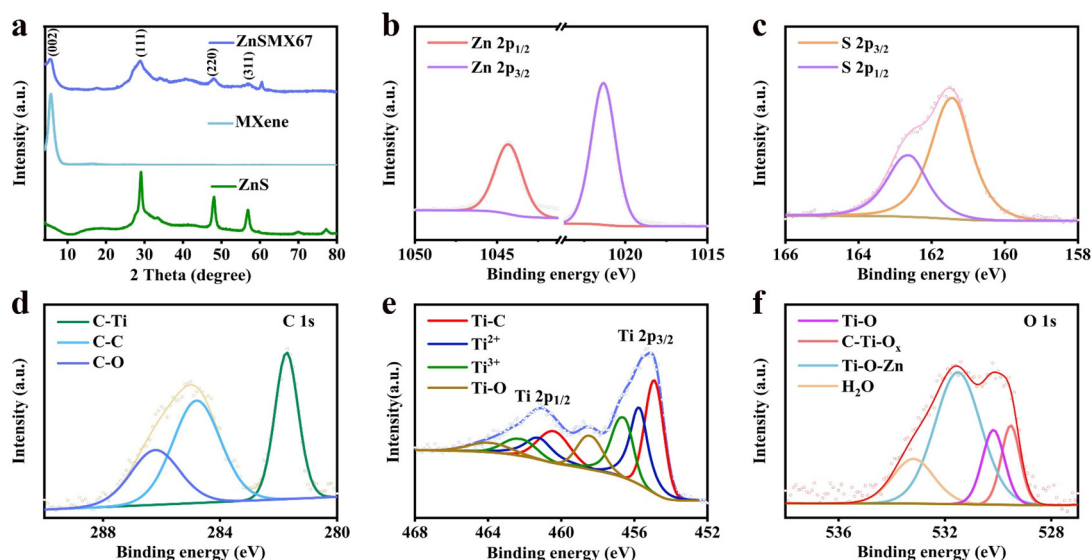 a
(002)
(111)
(220)
(311)
ZnSMX67
MXene
ZnS
Intensity (a.u.)
10 20 30 40 50 60 70 80
2 Theta (degree)
b
Zn 2p1/2
Zn 2p3/2
Intensity (a.u.)
1050 1045 1020 1015
Binding energy (eV)
c
S 2p3/2
S 2p1/2
Intensity (a.u.)
166 164 162 160 158
Binding energy (eV)
d
C-Ti
C-C
C-O
C 1s
Intensity (a.u.)
288 284 280
Binding energy (eV)
e
Ti-C
Ti2+
Ti3+
Ti-O
Ti 2p1/2
Ti 2p3/2
Intensity(a.u.)
468 464 460 456 452
Binding energy (eV)
f
Ti-O
C-Ti-Ox
Ti-O-Zn
H2O
O 1s
Intensity (a.u.)
536 532 528
Binding energy (eV)